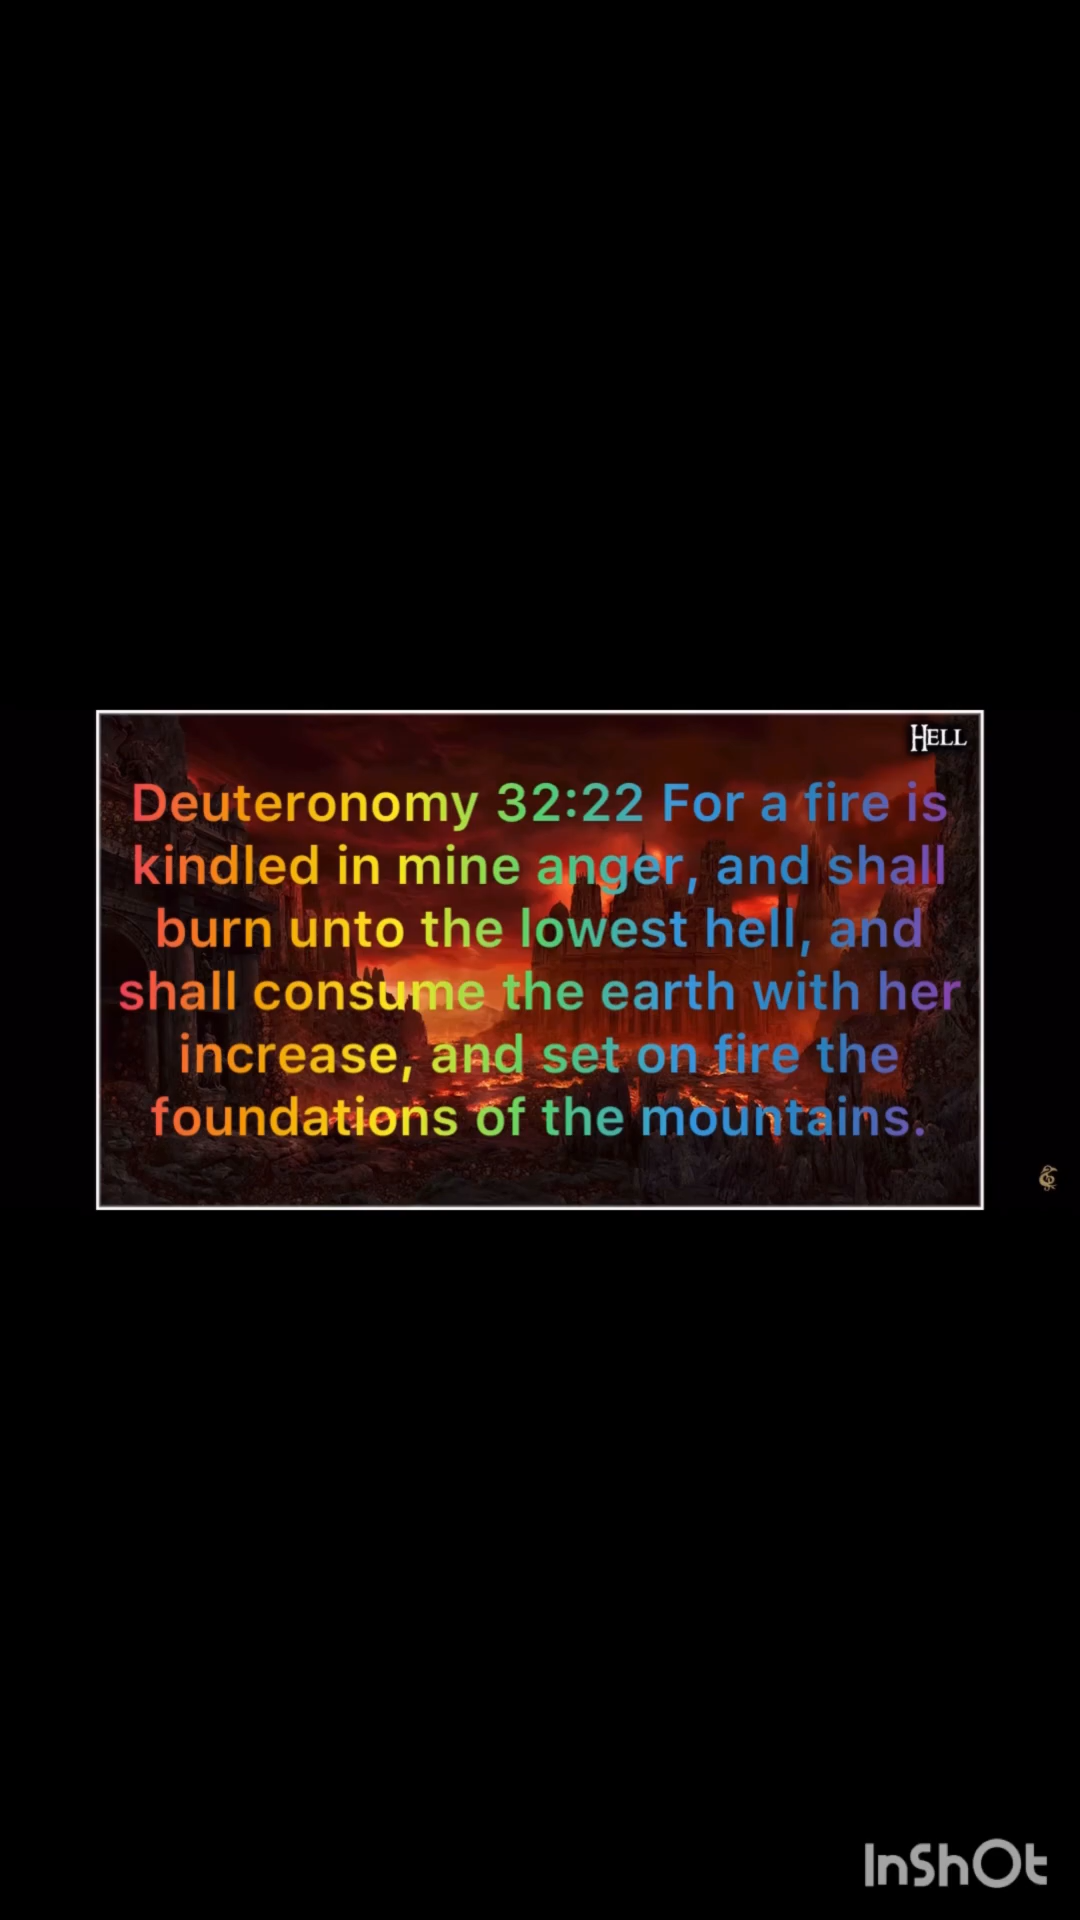 HELL
Deuteronomy 32:22 For a fire is
kindled in mine anger, and shall
burn unto the lowest hell, and
shall consume the earth with her
increase, and set on fire the
foundations of the mountains.
InShOt